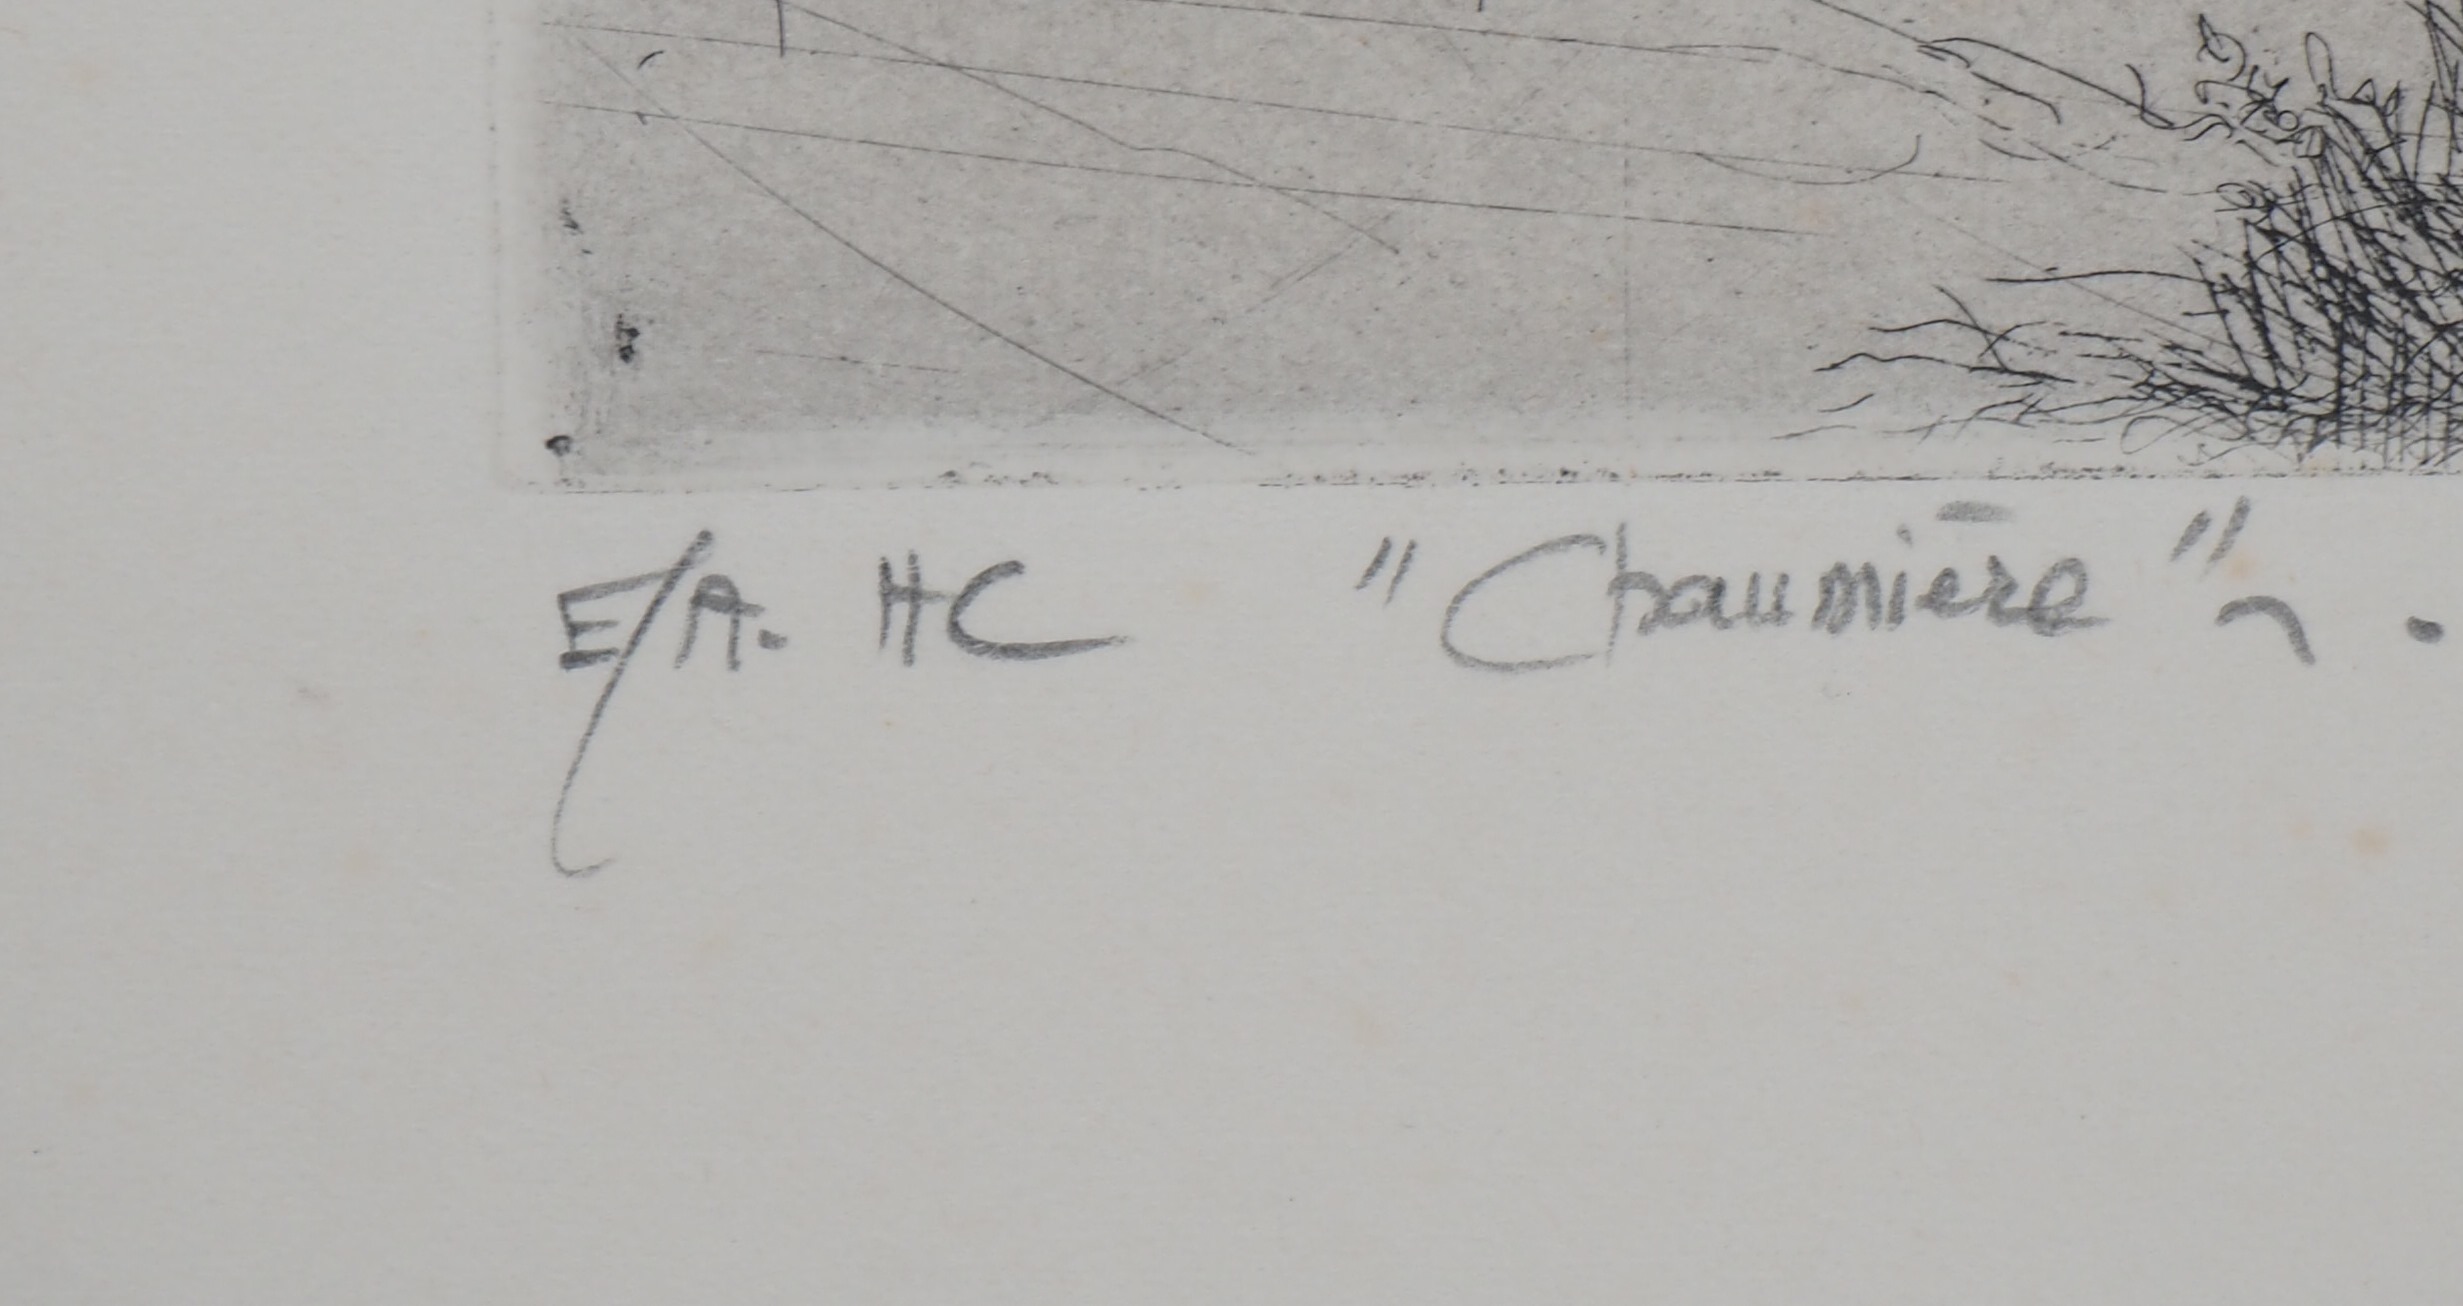 E/A. HC "Chaumière" ~ .